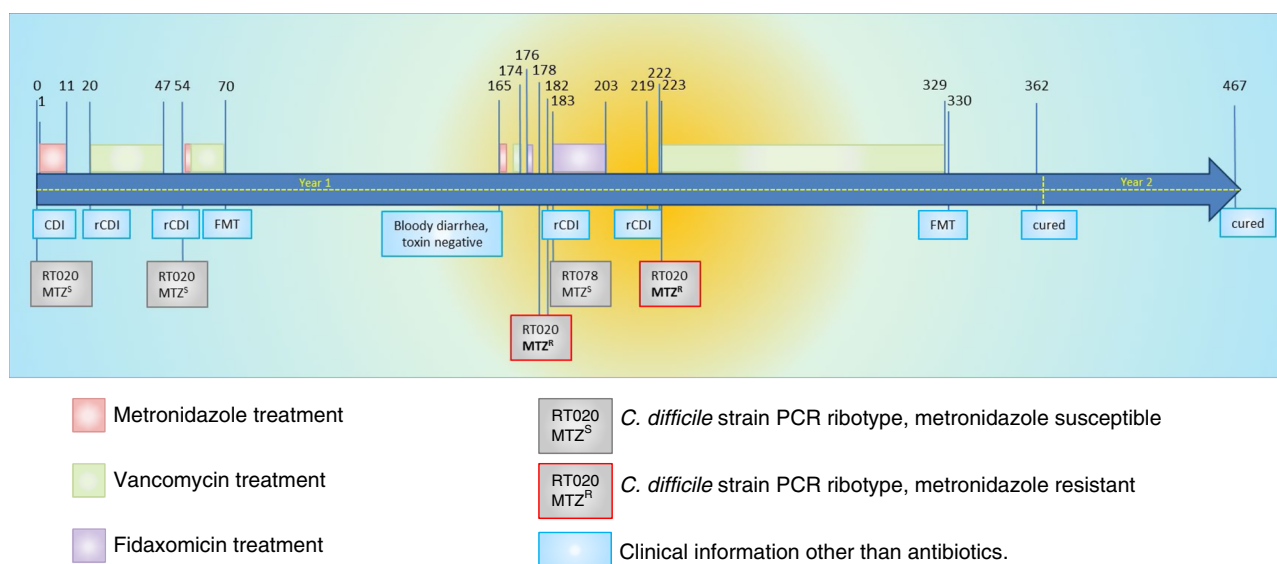 176
174 178 222
0 11 20 47 54 70 165 182 203 219 223 329 362 467
1 183 330
Year 1 Year 2
CDI rCDI rCDI FMT Bloody diarrhea, rCDI rCDI FMT cured cured
toxin negative
RT020 RT020 RT078 RT020
MTZS MTZS MTZS MTZR
RT020
MTZR
Metronidazole treatment
RT020 C. difficile strain PCR ribotype, metronidazole susceptible
MTZS
Vancomycin treatment
RT020 C. difficile strain PCR ribotype, metronidazole resistant
MTZR
Fidaxomicin treatment
Clinical information other than antibiotics.